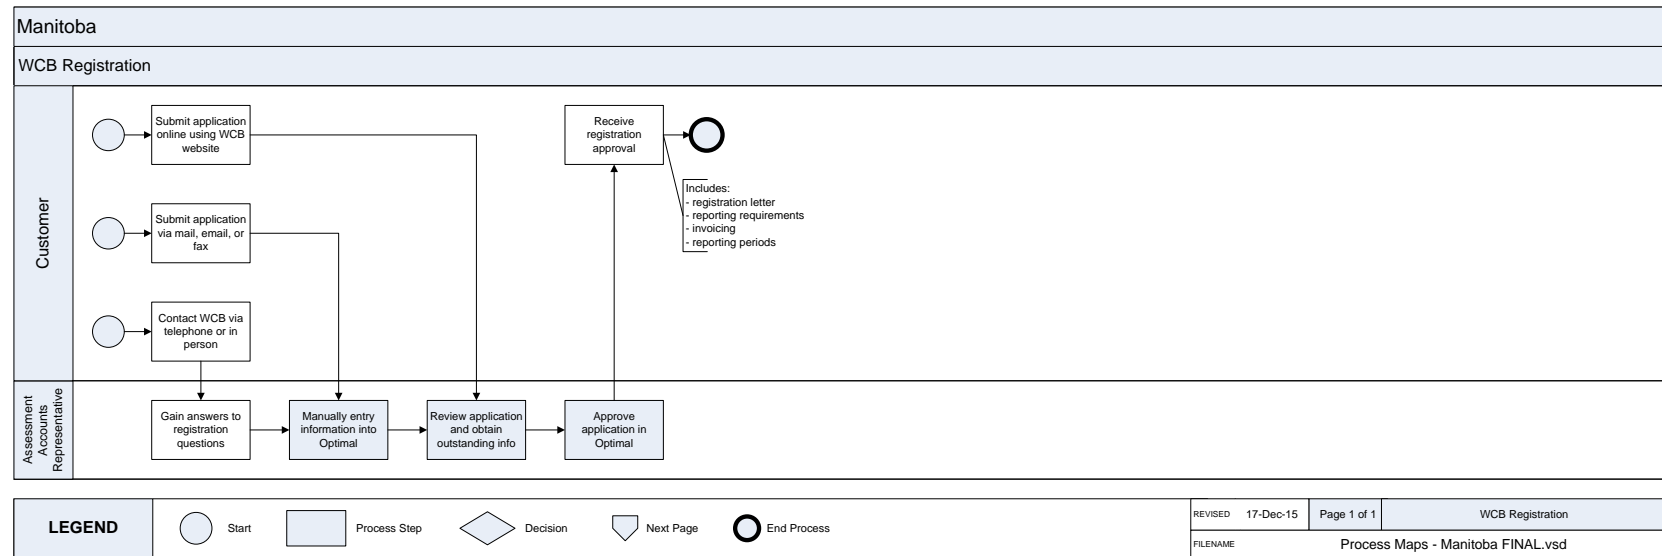 Manitoba
WCB Registration
Customer
Submit application
online using WCB
website
Receive
registration
approval
Includes:
- registration letter
- reporting requirements
- invoicing
- reporting periods
Submit application
via mail, email, or
fax
Contact WCB via
telephone or in
person
Assessment
Accounts
Representative
Gain answers to
registration
questions
Manually entry
information into
Optimal
Review application
and obtain
outstanding info
Approve
application in
Optimal
LEGEND
Start
Process Step
Decision
Next Page
End Process
REVISED 17-Dec-15
Page 1 of 1
WCB Registration
FILENAME
Process Maps - Manitoba FINAL.vsd